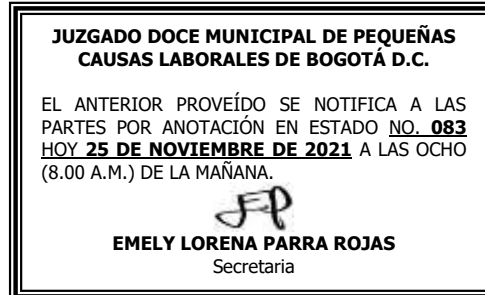 JUZGADO DOCE MUNICIPAL DE PEQUEÑAS
CAUSAS LABORALES DE BOGOTÁ D.C.
EL ANTERIOR PROVEÍDO SE NOTIFICA A LAS
PARTES POR ANOTACIÓN EN ESTADO NO. 083
HOY 25 DE NOVIEMBRE DE 2021 A LAS OCHO
(8.00 A.M.) DE LA MAÑANA.
EMELY LORENA PARRA ROJAS
Secretaria